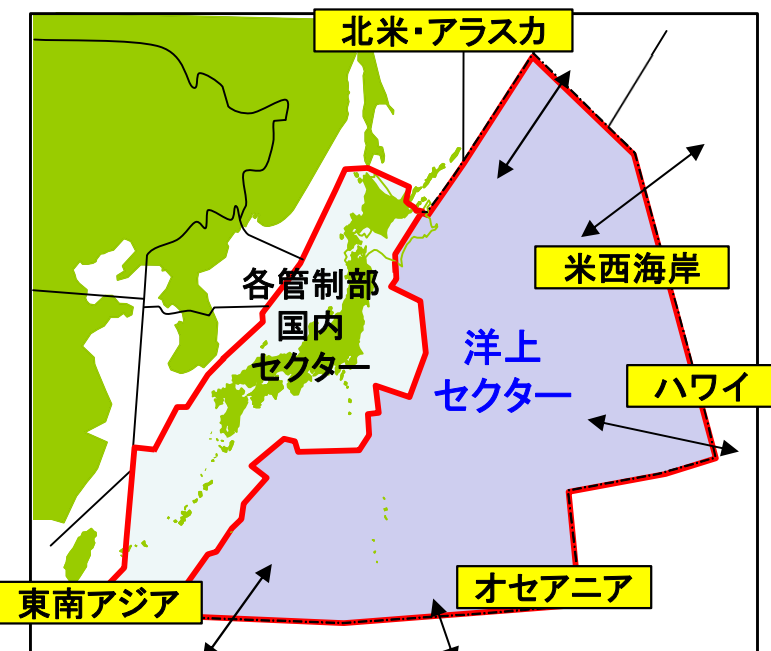 北米・アラスカ
米西海岸
各管制部
国内
セクター
洋上
セクター
ハワイ
オセアニア
東南アジア